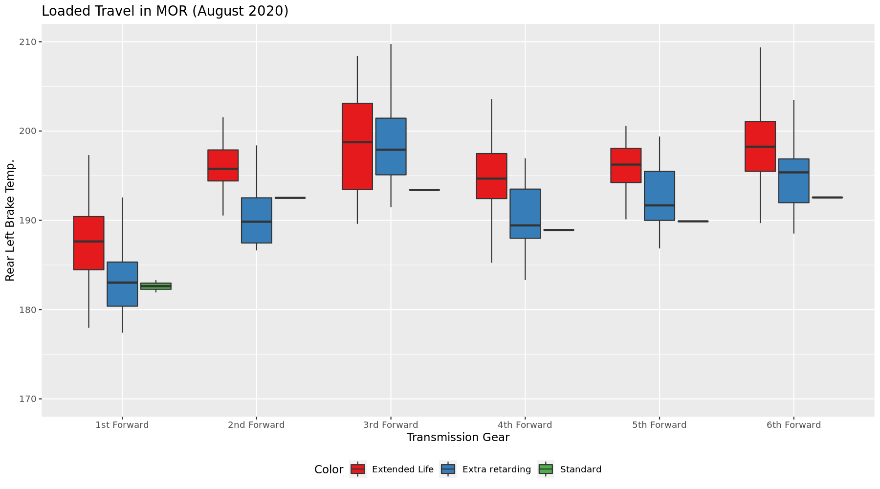 Loaded Travel in MOR (August 2020)
Rear Left Brake Temp.
210
200
190
180
170
1st Forward 2nd Forward 3rd Forward 4th Forward 5th Forward 6th Forward
Transmission Gear
Color Extended Life Extra retarding Standard